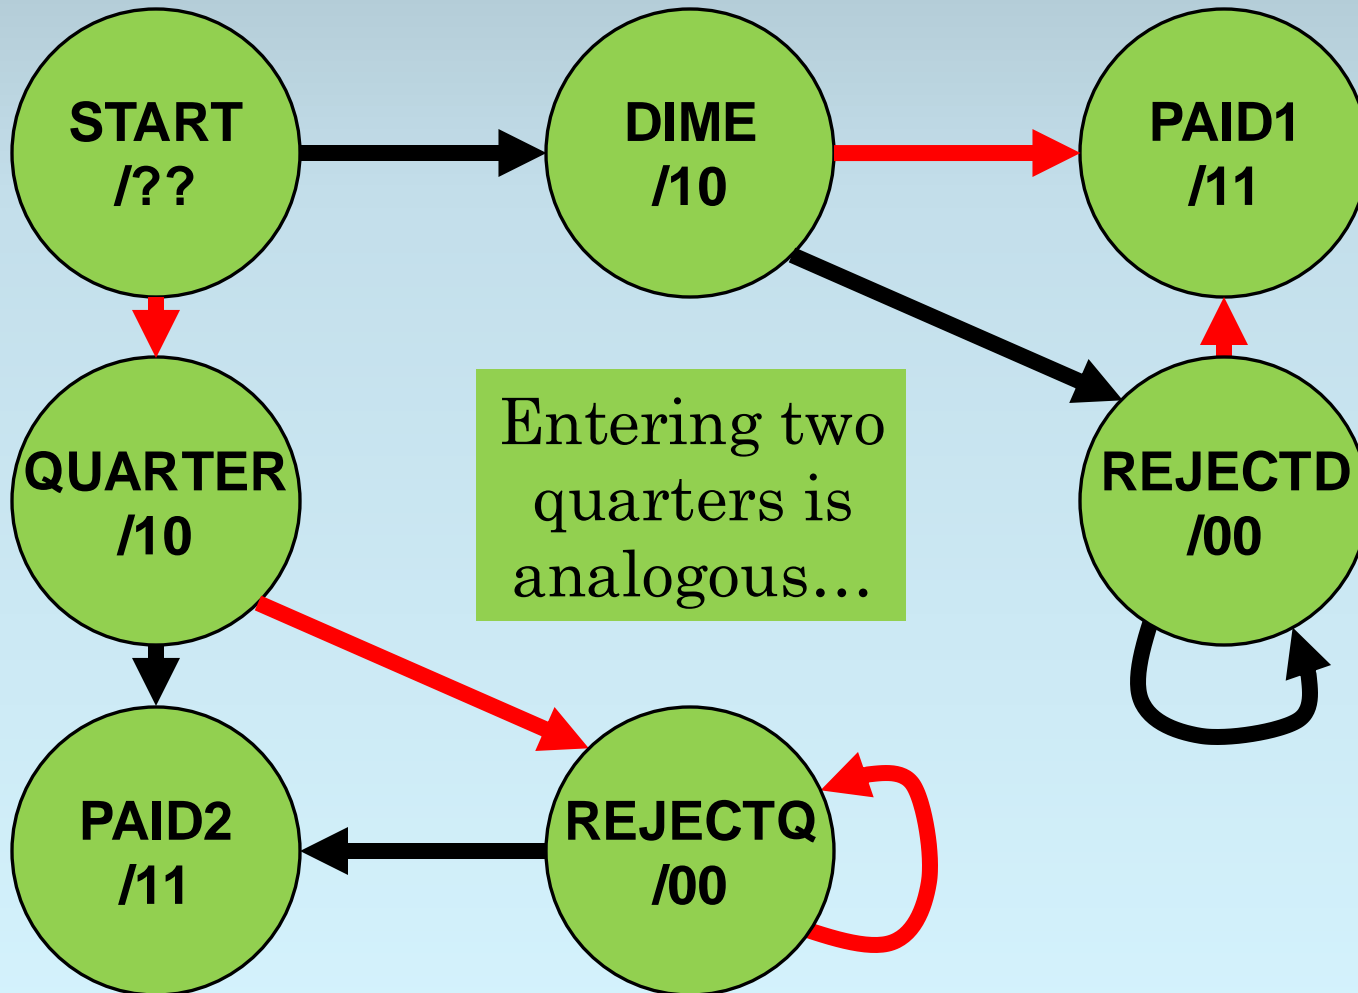 START
/??
DIME
/10
PAID1
/11
QUARTER
/10
Entering two
quarters is
analogous…
REJECTD
/00
PAID2
/11
REJECTQ
/00